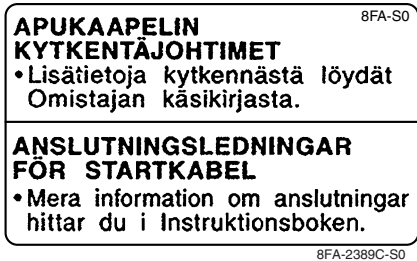 8FA-S0
APUKAAPELIN
KYTKENTÄJOHTIMET
•Lisätietoja kytkennästä löydät
Omistajan käsikirjasta.
ANSLUTNINGSLEDNINGAR
FÖR STARTKABEL
•Mera information om anslutningar
hittar du i Instruktionsboken.
8FA-2389C-S0